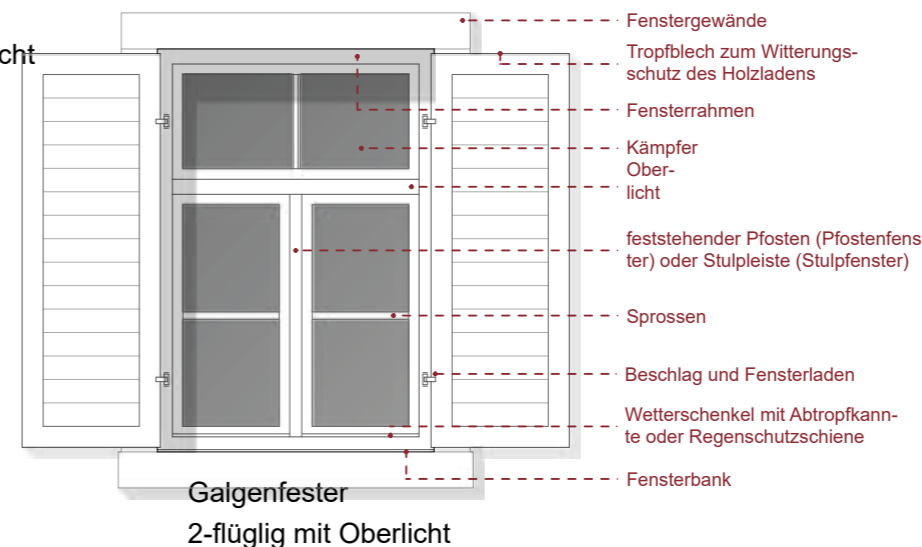 Fenstergewände
cht
Tropfblech zum Witterungs-
schutz des Holzladens
Fensterrahmen
Kämpfer
Ober-
licht
feststehender Pfosten (Pfostenfens
ter) oder Stulpleiste (Stulpfenster)
Sprossen
Beschlag und Fensterladen
Wetterschenkel mit Abtropfkann-
te oder Regenschutzschiene
Fensterbank
Galgenfester
2-flüglig mit Oberlicht